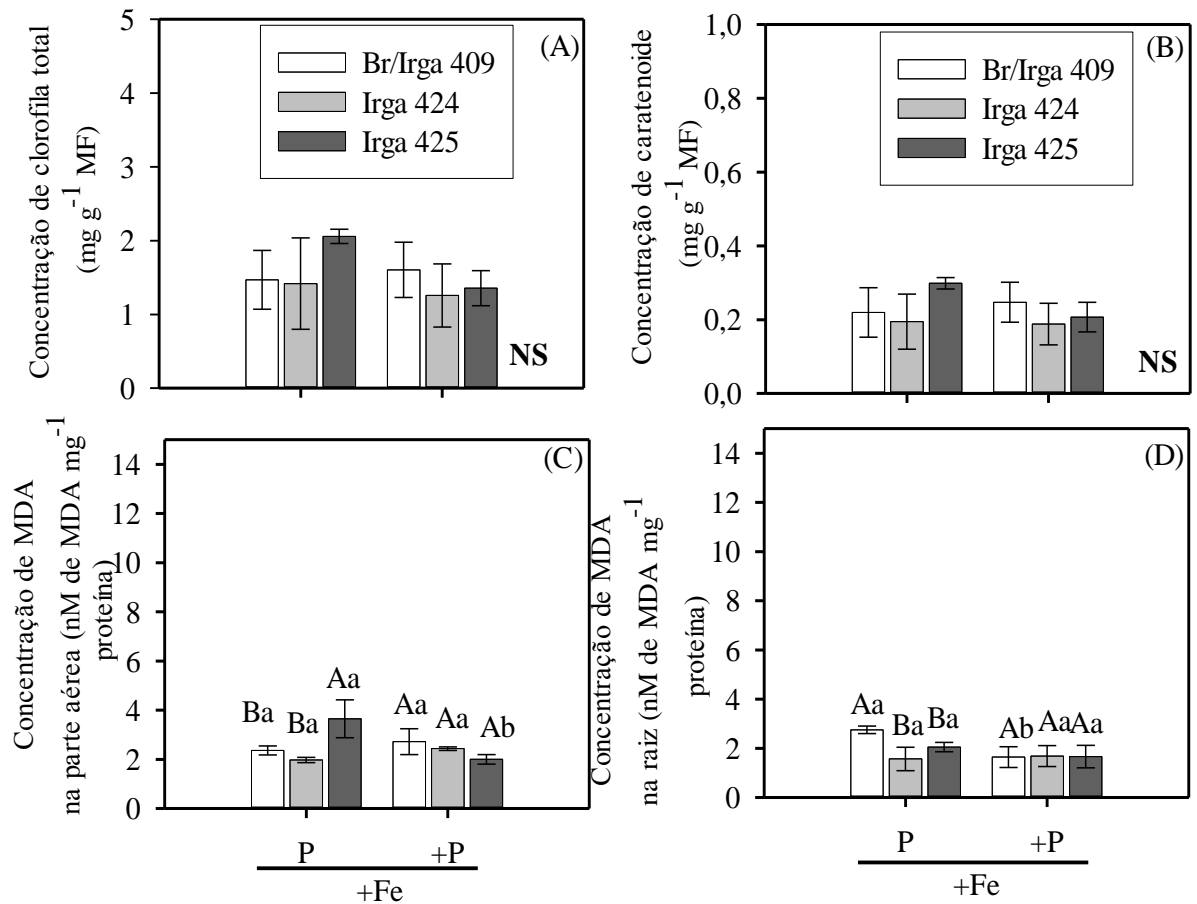 Concentração de clorofila total
(mg g-1 MF)
5
4
3
2
1
0
Br/Irga 409
Irga 424
Irga 425
(A)
NS
Concentração de caratenoide
(mg g-1 MF)
1,0
0,8
0,6
0,4
0,2
0,0
Br/Irga 409
Irga 424
Irga 425
(B)
NS
Concentração de MDA
na parte aérea (nM de MDA mg-1
proteína)
14
12
10
8
6
4
2
0
(C)
Ba Ba Aa Aa Aa Ab
P +P
+Fe
Concentração de MDA
na raiz (nM de MDA mg-1
proteína)
14
12
10
8
6
4
2
0
(D)
Aa Ba Ba Ab Aa Aa
P +P
+Fe